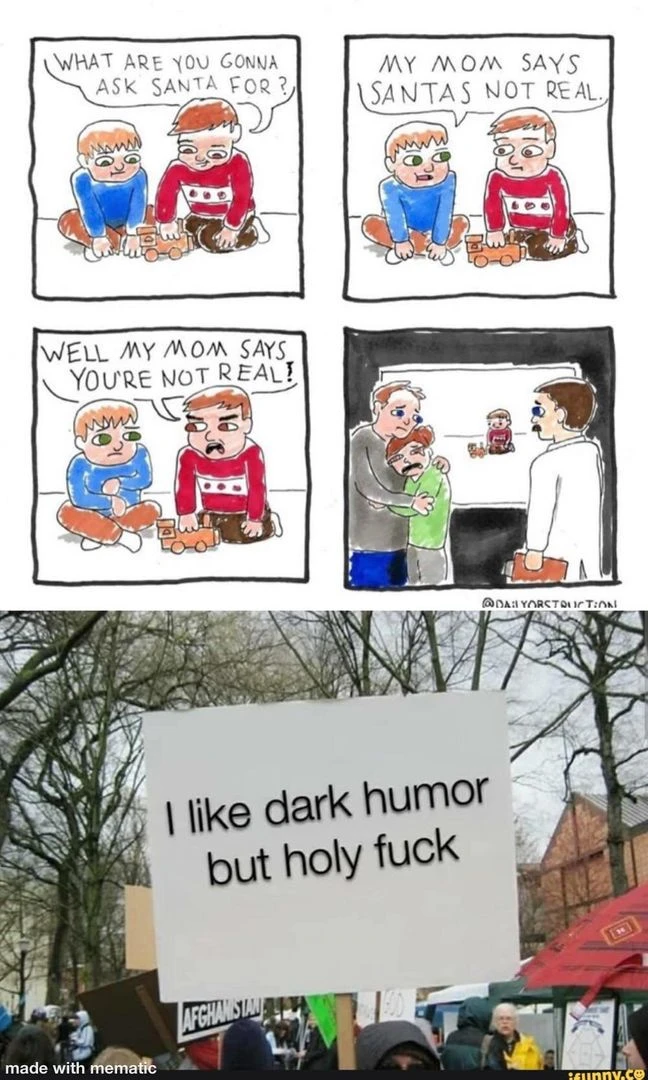 WHAT ARE YOU GONNA
ASK SANTA FOR?
MY MOM SAYS
SANTAS NOT REAL.
WELL MY MOM SAYS
YOU'RE NOT REAL!
@DAILYOBSTRUCTION
I like dark humor
but holy fuck
AFGHANISTAN
made with mematic
ifunny.co